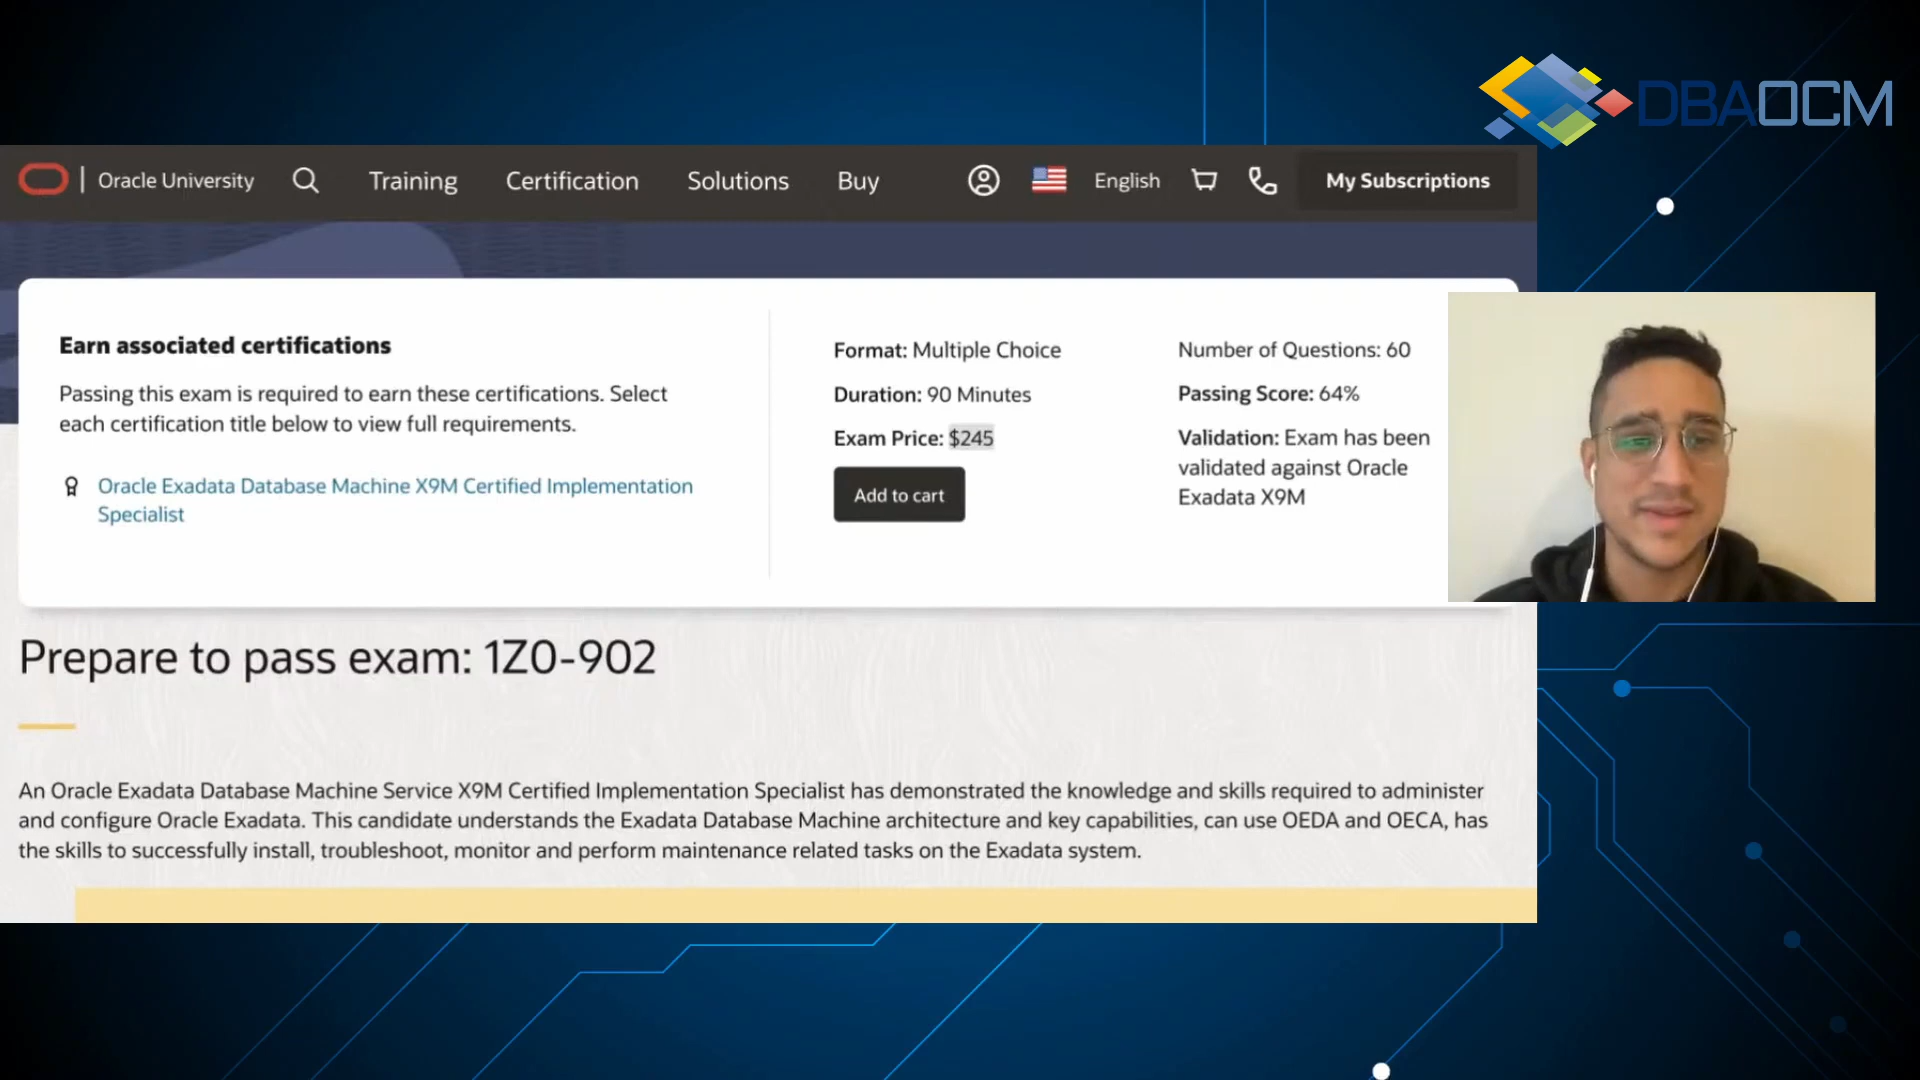 DBAOCM
Oracle University
Training
Certification
Solutions
Buy
English
My Subscriptions
Earn associated certifications
Passing this exam is required to earn these certifications. Select
each certification title below to view full requirements.
Oracle Exadata Database Machine X9M Certified Implementation
Specialist
Format: Multiple Choice
Duration: 90 Minutes
Exam Price: $245
Add to cart
Number of Questions: 60
Passing Score: 64%
Validation: Exam has been
validated against Oracle
Exadata X9M
Prepare to pass exam: 1Z0-902
An Oracle Exadata Database Machine Service X9M Certified Implementation Specialist has demonstrated the knowledge and skills required to administer
and configure Oracle Exadata. This candidate understands the Exadata Database Machine architecture and key capabilities, can use OEDA and OECA, has
the skills to successfully install, troubleshoot, monitor and perform maintenance related tasks on the Exadata system.